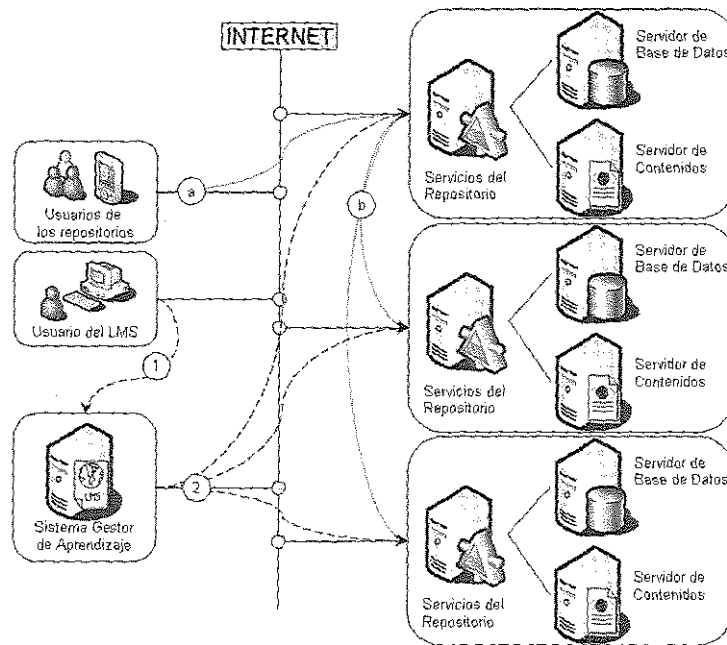 INTERNET
Usuarios de
los repositorios
a
Usuario del LMS
1
LMS
Sistema Gestor
de Aprendizaje
2
b
Servicios del
Repositorio
Servidor de
Base de Datos
Servidor de
Contenidos
Servicios del
Repositorio
Servidor de
Base de Datos
Servidor de
Contenidos
Servicios del
Repositorio
Servidor de
Base de Datos
Servidor de
Contenidos